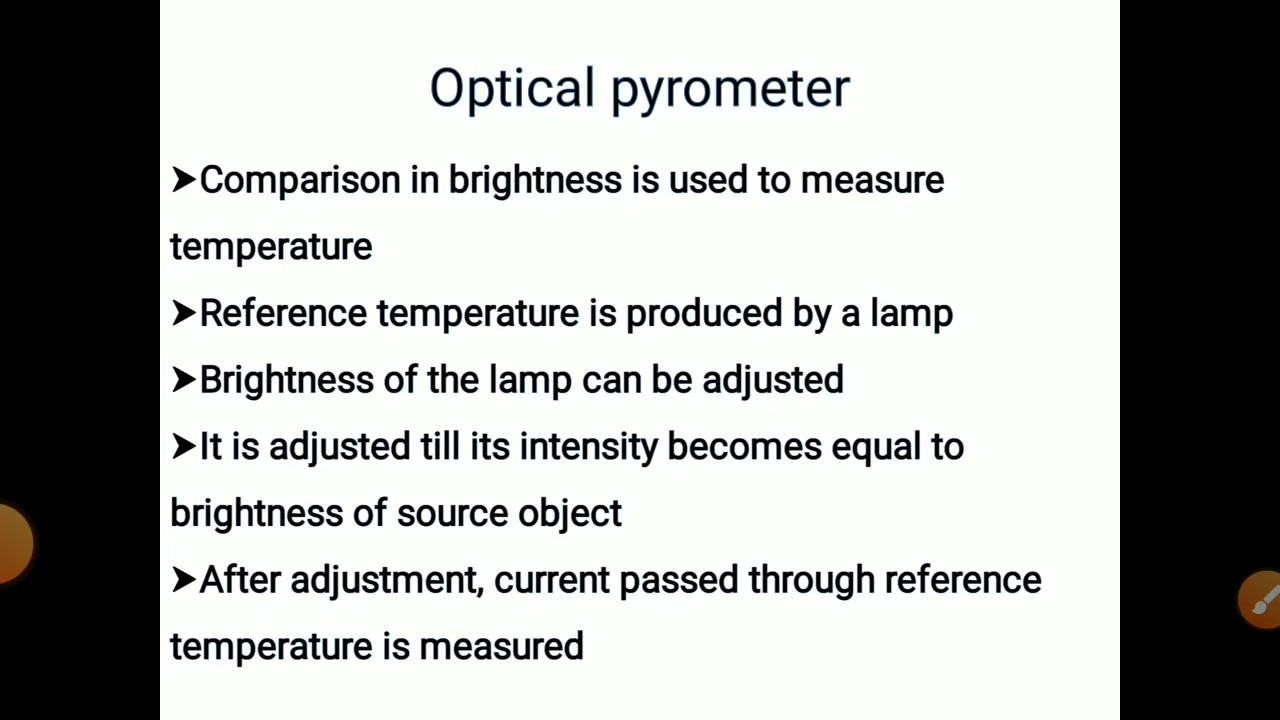 Optical pyrometer
➤Comparison in brightness is used to measure
temperature
➤Reference temperature is produced by a lamp
➤Brightness of the lamp can be adjusted
➤It is adjusted till its intensity becomes equal to
brightness of source object
➤After adjustment, current passed through reference
temperature is measured